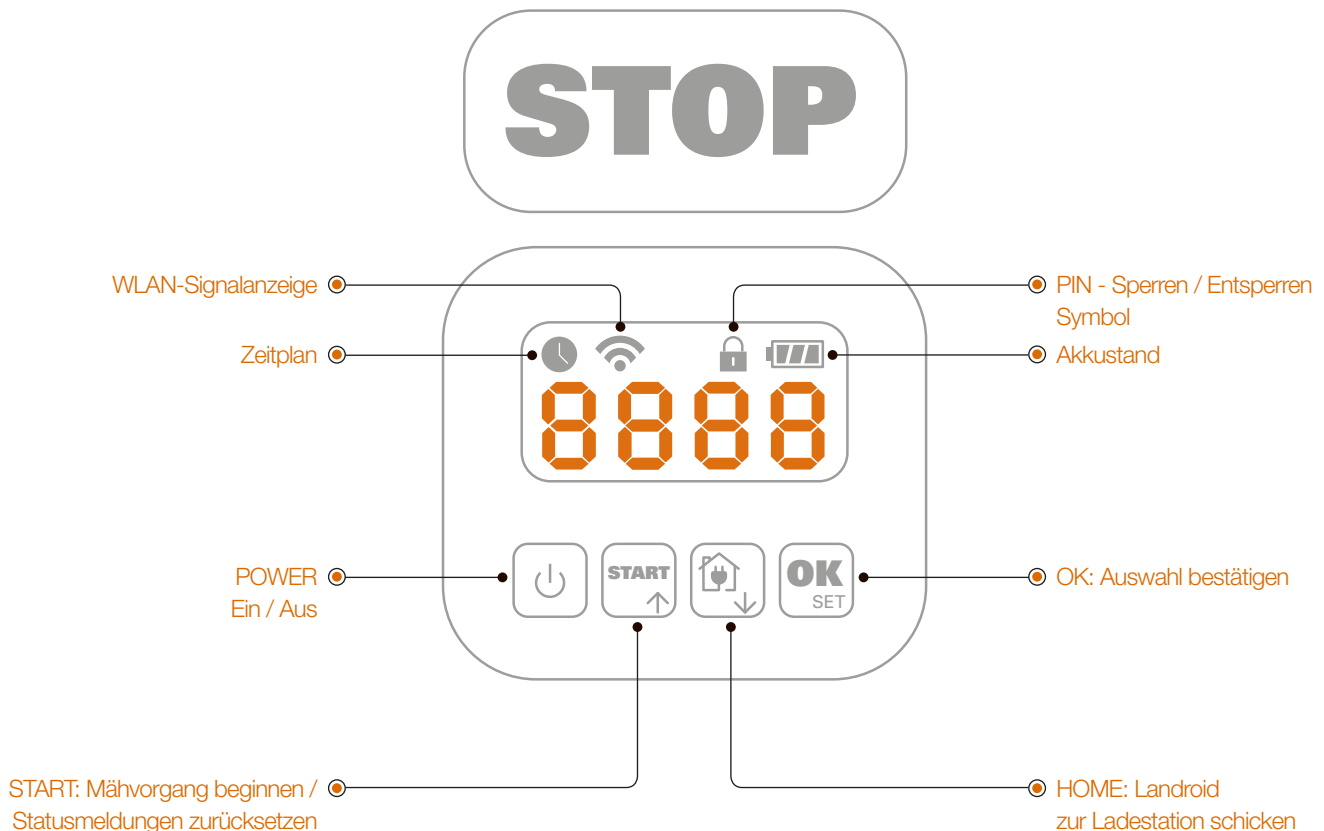 STOP
WLAN-Signalanzeige
PIN - Sperren / Entsperren
Symbol
Zeitplan
Akkustand
8888
POWER
Ein / Aus
START
OK
SET
OK: Auswahl bestätigen
START: Mähvorgang beginnen /
Statusmeldungen zurücksetzen
HOME: Landroid
zur Ladestation schicken